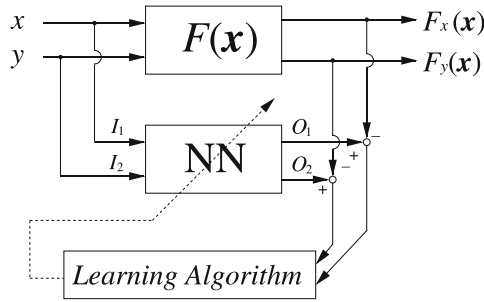 x
F(x)
Fx(x)
y
Fy(x)
I1
NN
O1
−
+
I2
O2
−
+
Learning Algorithm